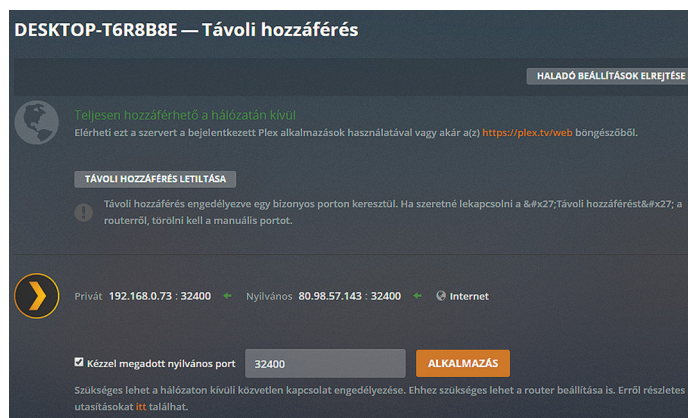 DESKTOP-T6R8B8E — Távoli hozzáférés
HALADÓ BEÁLLÍTÁSOK ELREJTÉSE
Teljesen hozzáférhető a hálózatán kívül
Elérheti ezt a szervert a bejelentkezett Plex alkalmazások használatával vagy akár a(z) https://plex.tv/web böngészőből.
TÁVOLI HOZZÁFÉRÉS LETILTÁSA
Távoli hozzáférés engedélyezve egy bizonyos porton keresztül. Ha szeretné lekapcsolni a &#x27;Távoli hozzáférést&#x27; a
routerről, törölni kell a manuális portot.
Privát 192.168.0.73 : 32400 Nyilvános 80.98.57.143 : 32400 Internet
Kézzel megadott nyilvános port 32400 ALKALMAZÁS
Szükséges lehet a hálózaton kívüli közvetlen kapcsolat engedélyezése. Ehhez szükséges lehet a router beállítása is. Erről részletes
utasításokat itt találhat.